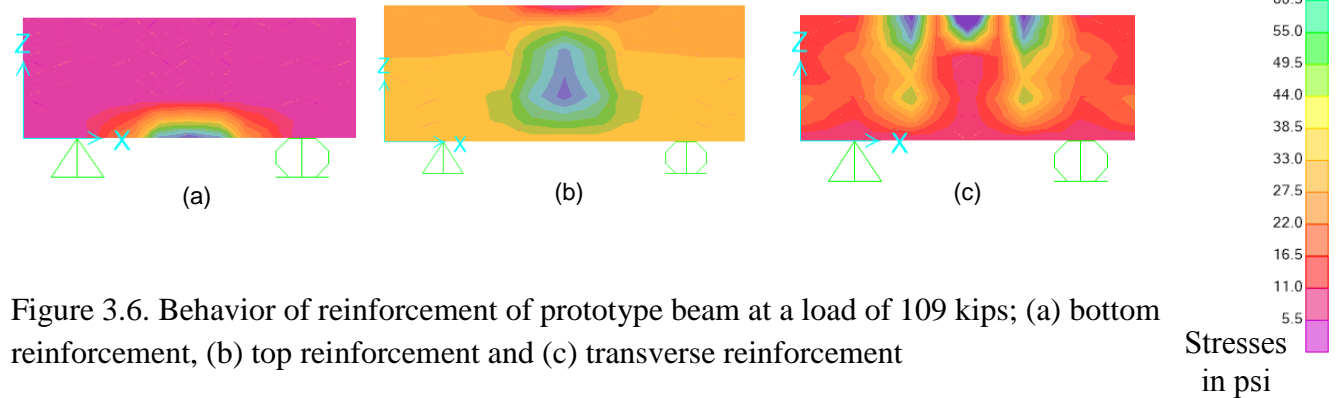 Z
X
(a)
Z
X
(b)
Z
X
(c)
55.0
49.5
44.0
38.5
33.0
27.5
22.0
16.5
11.0
5.5
Stresses
in psi
Figure 3.6. Behavior of reinforcement of prototype beam at a load of 109 kips; (a) bottom
reinforcement, (b) top reinforcement and (c) transverse reinforcement